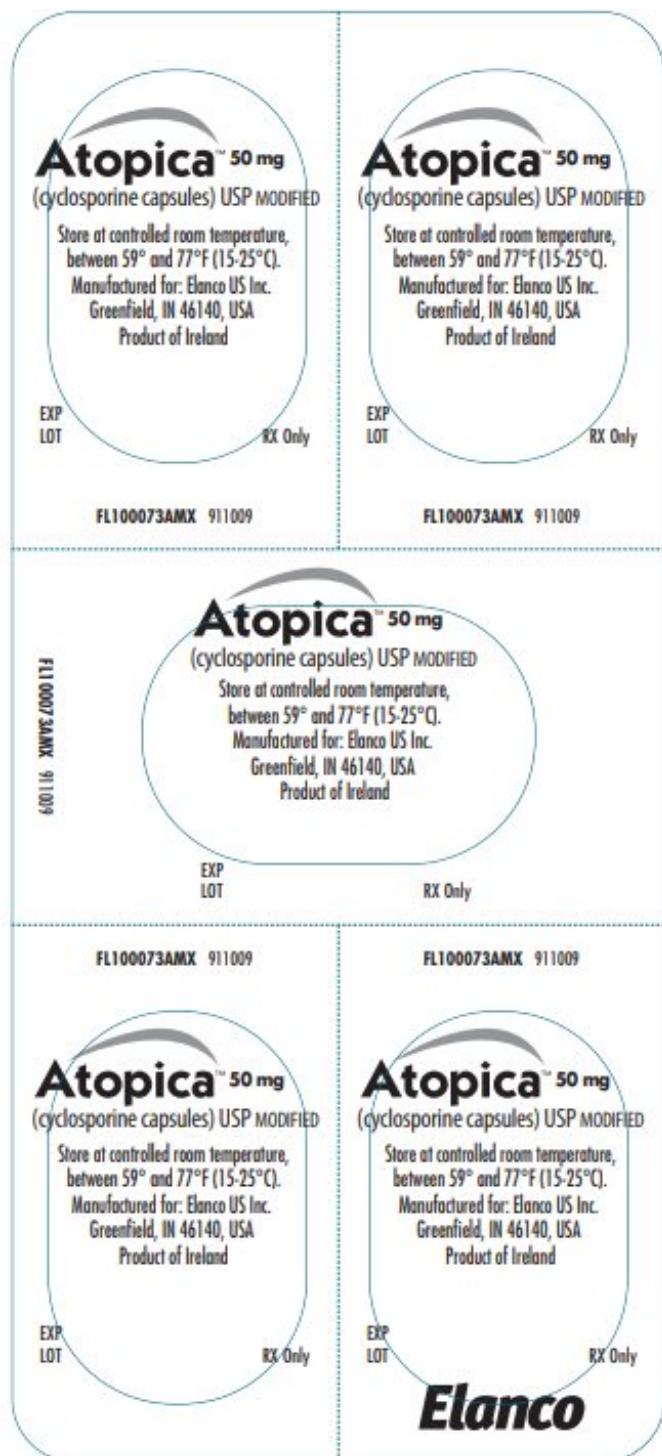 Atopica™ 50 mg
(cyclosporine capsules) USP MODIFIED
Store at controlled room temperature,
between 59° and 77°F (15-25°C).
Manufactured for: Elanco US Inc.
Greenfield, IN 46140, USA
Product of Ireland
EXP
LOT
RX Only
FL100073AMX 911009
Atopica™ 50 mg
(cyclosporine capsules) USP MODIFIED
Store at controlled room temperature,
between 59° and 77°F (15-25°C).
Manufactured for: Elanco US Inc.
Greenfield, IN 46140, USA
Product of Ireland
EXP
LOT
RX Only
FL100073AMX 911009
FL100073AMX 911009
Atopica™ 50 mg
(cyclosporine capsules) USP MODIFIED
Store at controlled room temperature,
between 59° and 77°F (15-25°C).
Manufactured for: Elanco US Inc.
Greenfield, IN 46140, USA
Product of Ireland
EXP
LOT
RX Only
FL100073AMX 911009
Atopica™ 50 mg
(cyclosporine capsules) USP MODIFIED
Store at controlled room temperature,
between 59° and 77°F (15-25°C).
Manufactured for: Elanco US Inc.
Greenfield, IN 46140, USA
Product of Ireland
EXP
LOT
RX Only
FL100073AMX 911009
Atopica™ 50 mg
(cyclosporine capsules) USP MODIFIED
Store at controlled room temperature,
between 59° and 77°F (15-25°C).
Manufactured for: Elanco US Inc.
Greenfield, IN 46140, USA
Product of Ireland
EXP
LOT
RX Only
Elanco